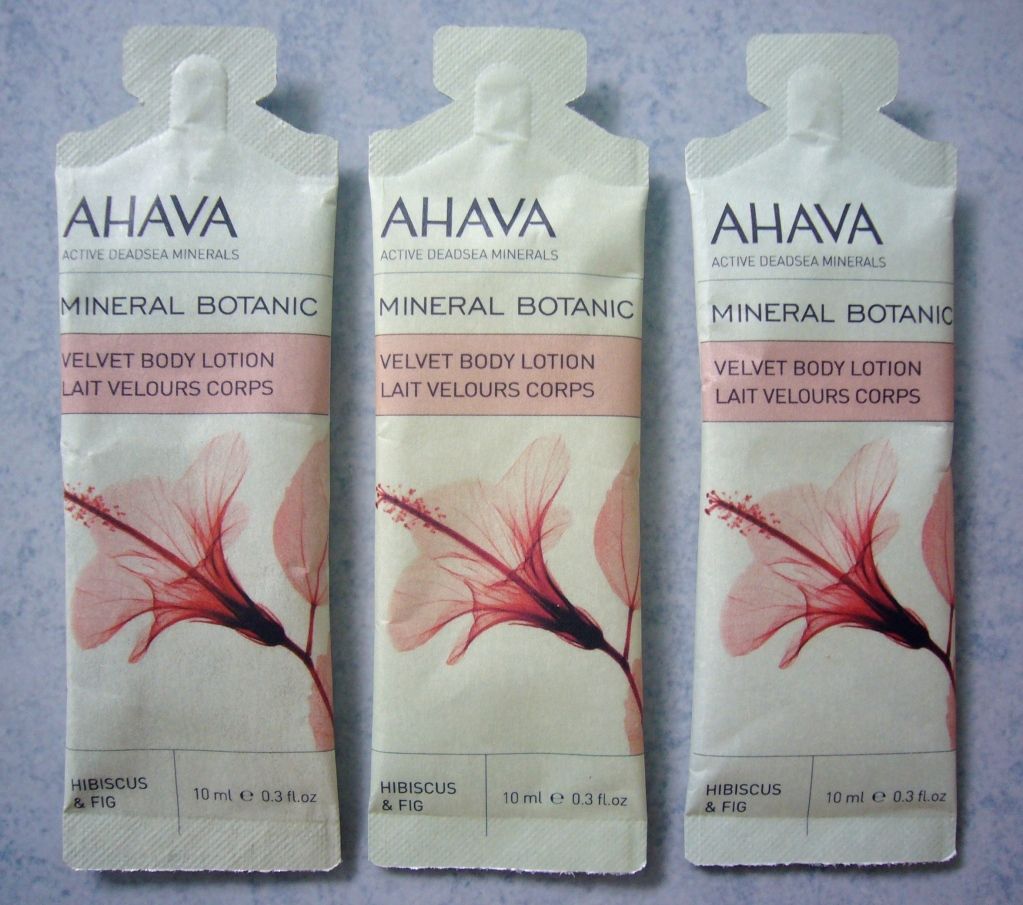 AHAVA
ACTIVE DEADSEA MINERALS
MINERAL BOTANIC
VELVET BODY LOTION
LAIT VELOURS CORPS
HIBISCUS
& FIG
10 ml e 0.3 fl.oz
AHAVA
ACTIVE DEADSEA MINERALS
MINERAL BOTANIC
VELVET BODY LOTION
LAIT VELOURS CORPS
HIBISCUS
& FIG
10 ml e 0.3 fl.oz
AHAVA
ACTIVE DEADSEA MINERALS
MINERAL BOTANIC
VELVET BODY LOTION
LAIT VELOURS CORPS
HIBISCUS
& FIG
10 ml e 0.3 fl.oz